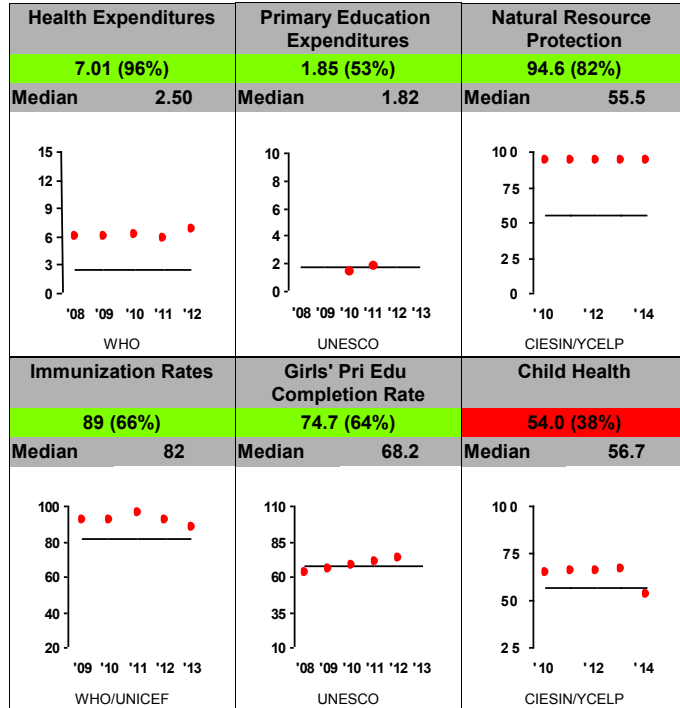 Health Expenditures
7.01 (96%)
Median 2.50
15
12
9
6
3
0
'08 '09 '10 '11 '12
WHO
Primary Education
Expenditures
1.85 (53%)
Median 1.82
10
8
6
4
2
0
'08 '09 '10 '11 '12 '13
UNESCO
Natural Resource
Protection
94.6 (82%)
Median 55.5
100
75
50
25
0
'10 '12 '14
CIESIN/YCELP
Immunization Rates
89 (66%)
Median 82
100
80
60
40
20
'09 '10 '11 '12 '13
WHO/UNICEF
Girls' Pri Edu
Completion Rate
74.7 (64%)
Median 68.2
110
85
60
35
10
'08 '09 '10 '11 '12 '13
UNESCO
Child Health
54.0 (38%)
Median 56.7
100
75
50
25
'10 '12 '14
CIESIN/YCELP